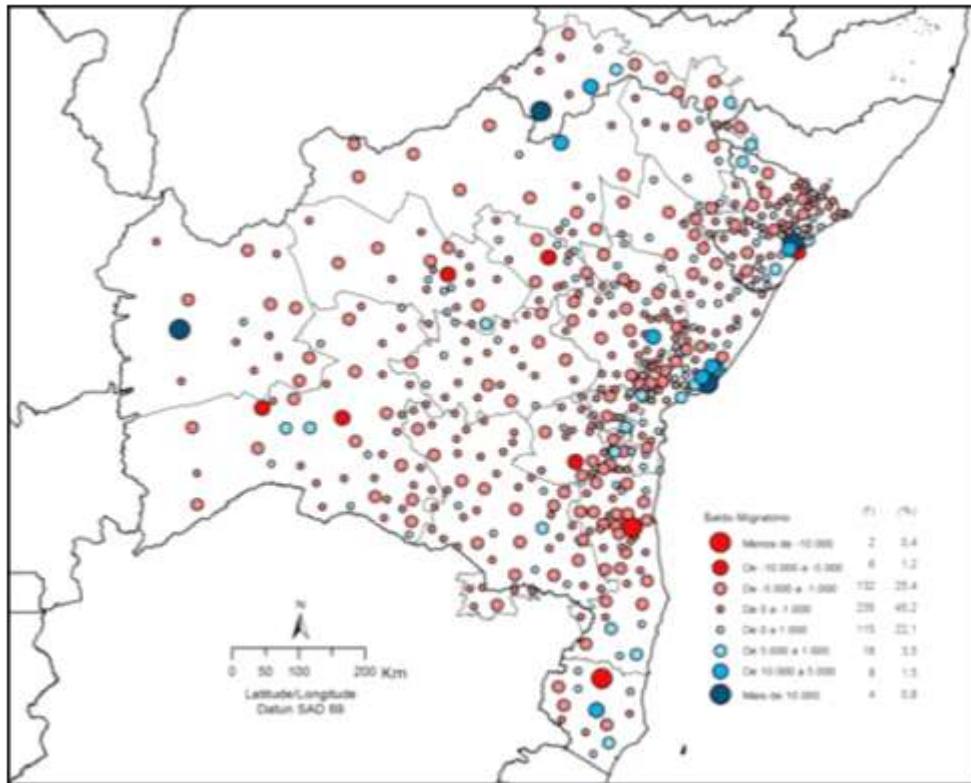 Saldo Migratório (f) (%)
Menos de -10.000 2 0,4
De -10.000 a -5.000 6 1,2
De -5.000 a -1.000 132 25,4
De 0 a -1.000 235 45,2
De 0 a 1.000 115 22,1
De 5.000 a 1.000 18 3,5
De 10.000 a 5.000 8 1,5
Mais de 10.000 4 0,8
N
0 50 100 200 Km
Latitude/Longitude
Datun SAD 69